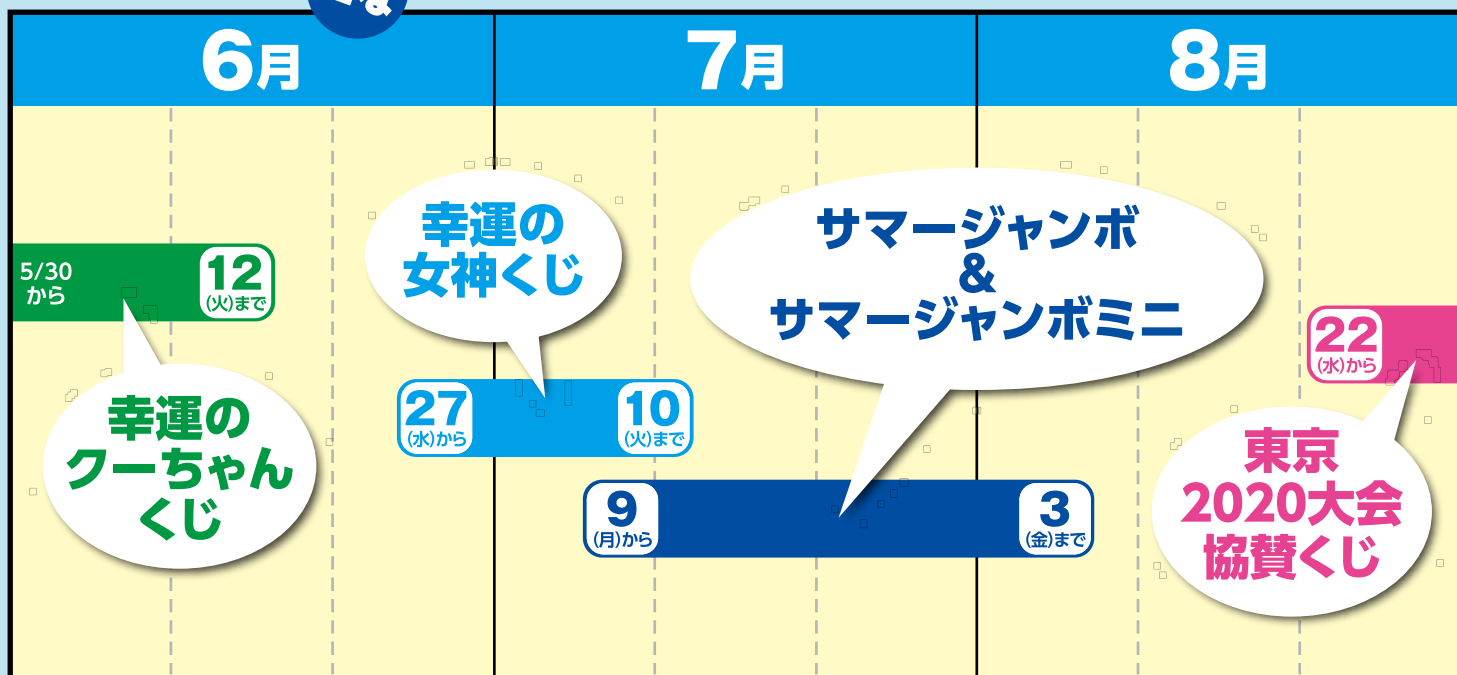 6月
7月
8月
5/30
から
12
(火)まで
幸運の
クーちゃん
くじ
幸運の
女神くじ
27
(水)から
10
(火)まで
サマージャンボ
&
サマージャンボミニ
9
(月)から
3
(金)まで
22
(水)から
東京
2020大会
協賛くじ